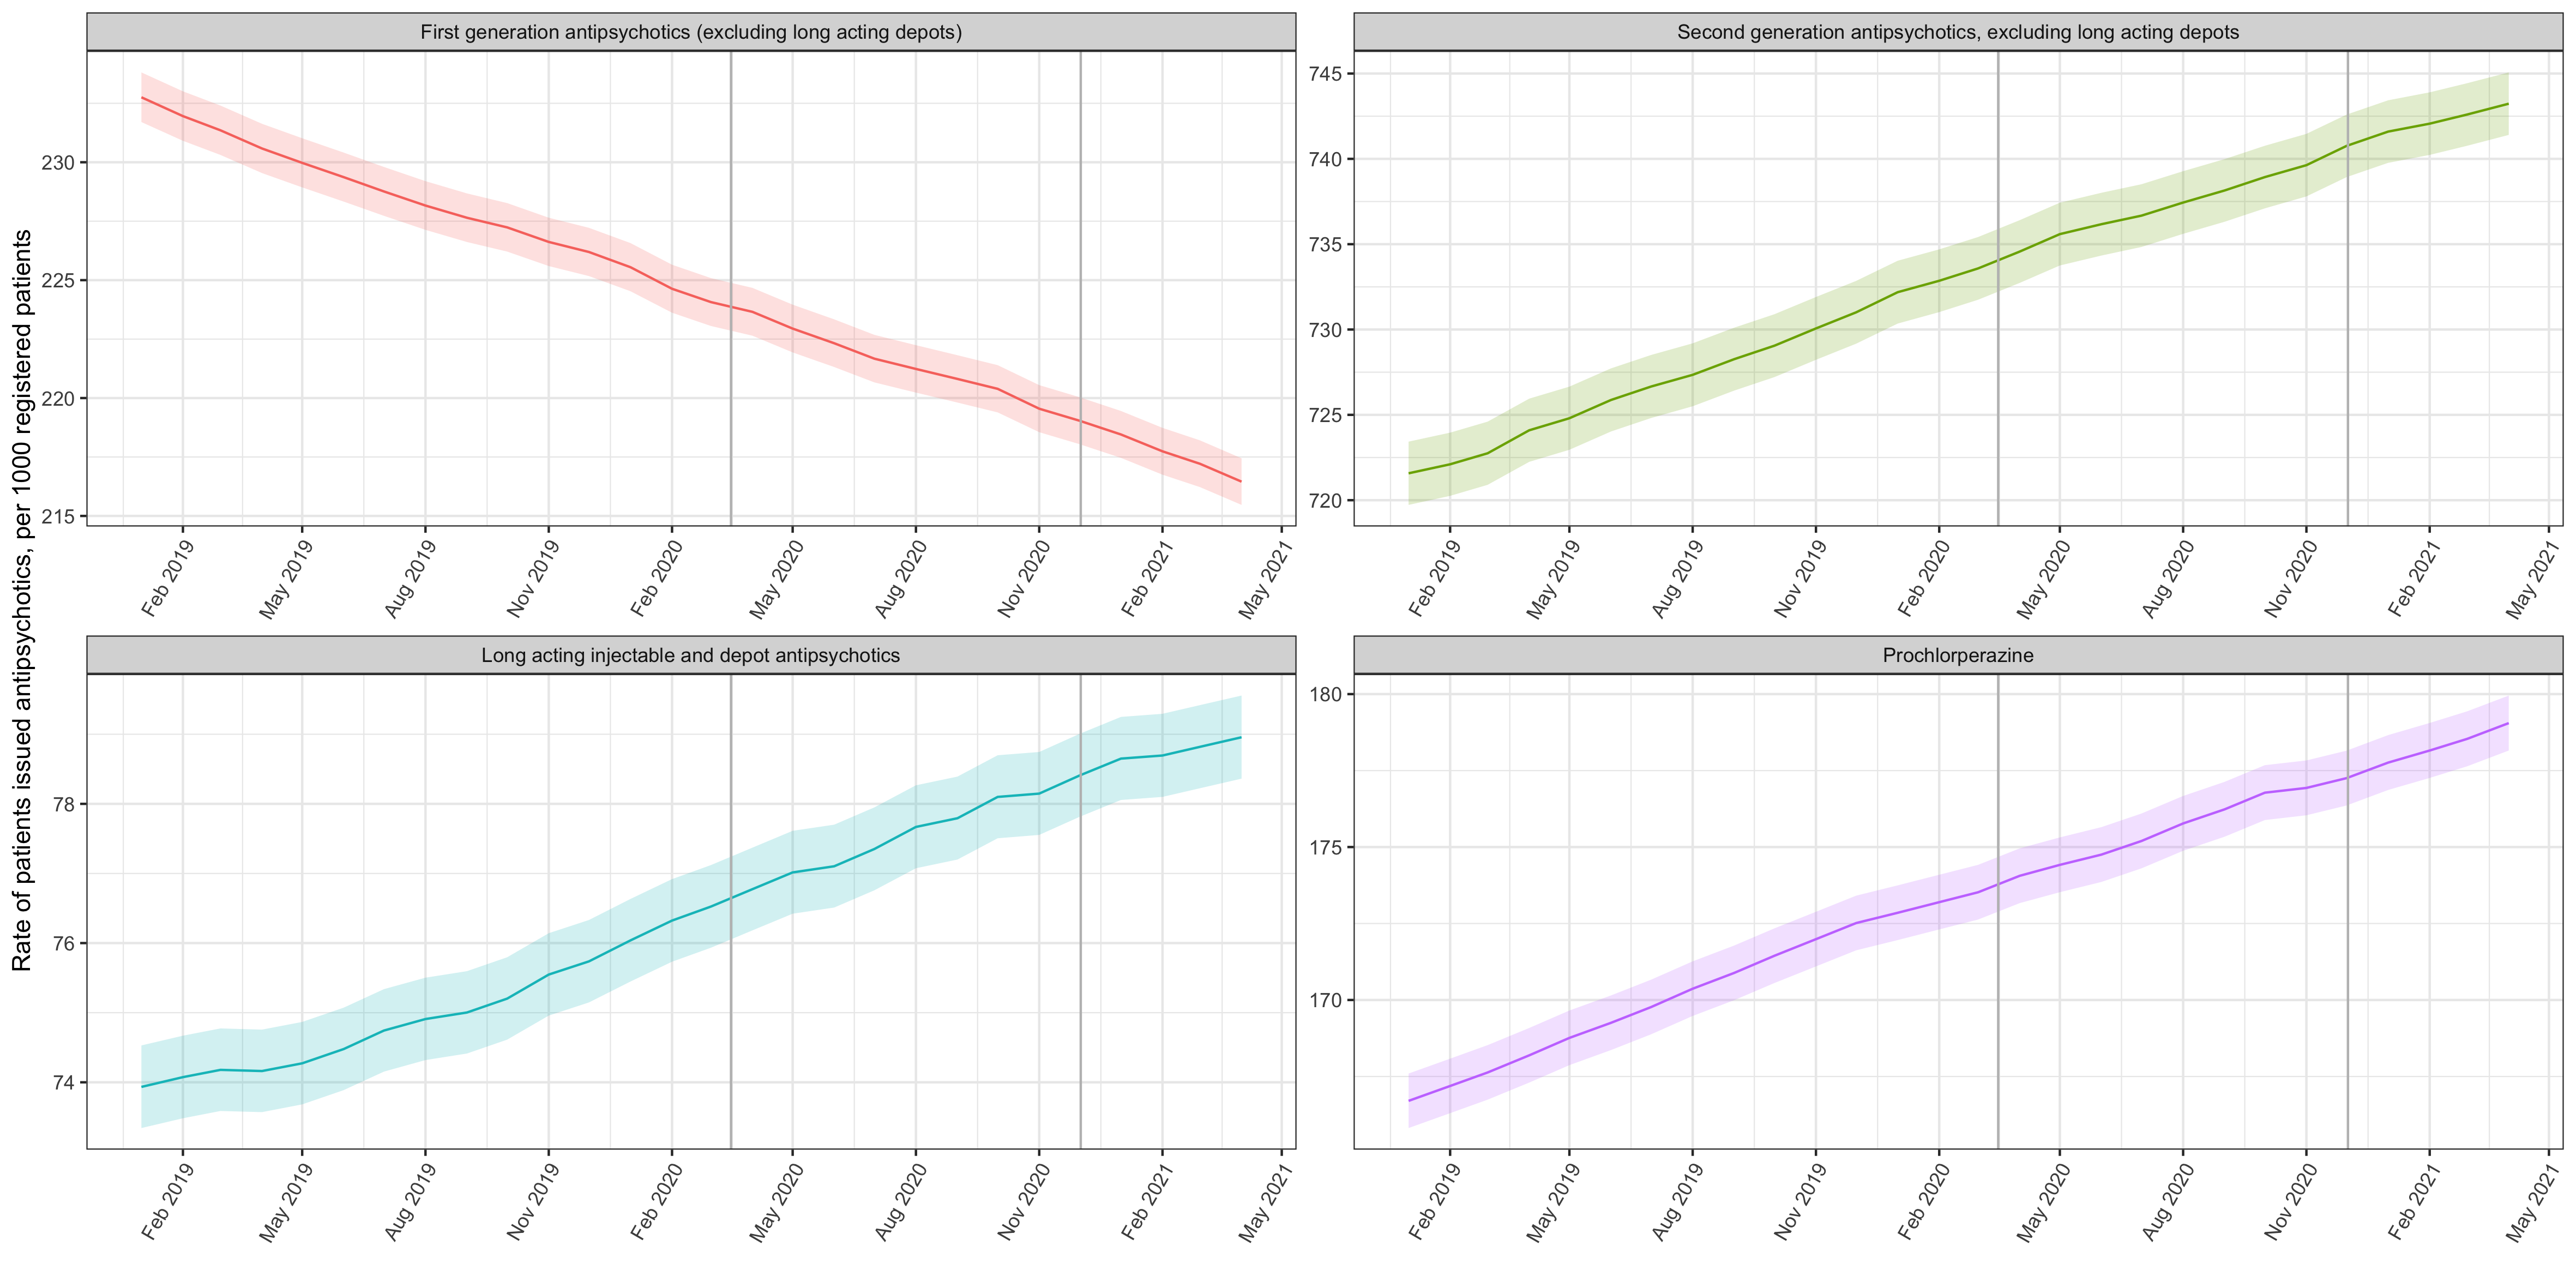 Rate of patients issued antipsychotics, per 1000 registered patients
First generation antipsychotics (excluding long acting depots)
230
225
220
215
Feb 2019
May 2019
Aug 2019
Nov 2019
Feb 2020
May 2020
Aug 2020
Nov 2020
Feb 2021
May 2021
Second generation antipsychotics, excluding long acting depots
745
740
735
730
725
720
Feb 2019
May 2019
Aug 2019
Nov 2019
Feb 2020
May 2020
Aug 2020
Nov 2020
Feb 2021
May 2021
Long acting injectable and depot antipsychotics
78
76
74
Feb 2019
May 2019
Aug 2019
Nov 2019
Feb 2020
May 2020
Aug 2020
Nov 2020
Feb 2021
May 2021
Prochlorperazine
180
175
170
Feb 2019
May 2019
Aug 2019
Nov 2019
Feb 2020
May 2020
Aug 2020
Nov 2020
Feb 2021
May 2021